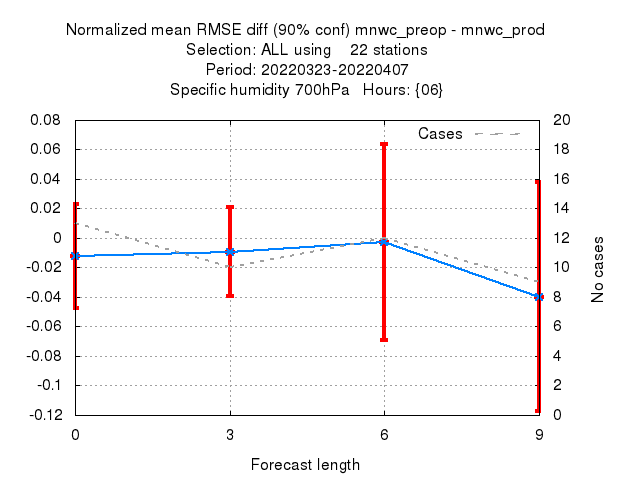 Normalized mean RMSE diff (90% conf) mnwc_preop - mnwc_prod
Selection: ALL using    22 stations
Period: 20220323-20220407
Specific humidity 700hPa   Hours: {06}
Cases
0.08
0.06
0.04
0.02
0
-0.02
-0.04
-0.06
-0.08
-0.1
-0.12
20
18
16
14
12
10
8
6
4
2
0
No cases
0 3 6 9
Forecast length